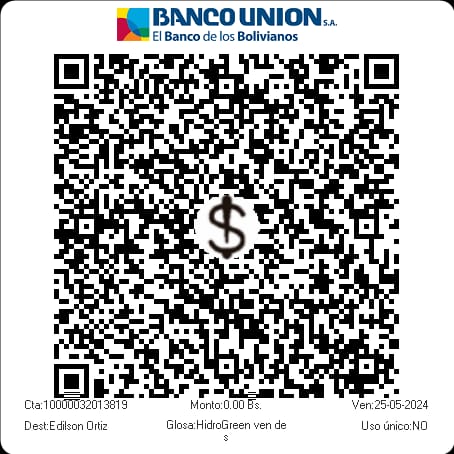 BANCO UNION S.A.
El Banco de los Bolivianos
$
Cta:10000032013819 Monto:0.00 Bs. Ven:25-05-2024
Dest:Edilson Ortiz Glosa:HidroGreen ven de Uso único:NO
s